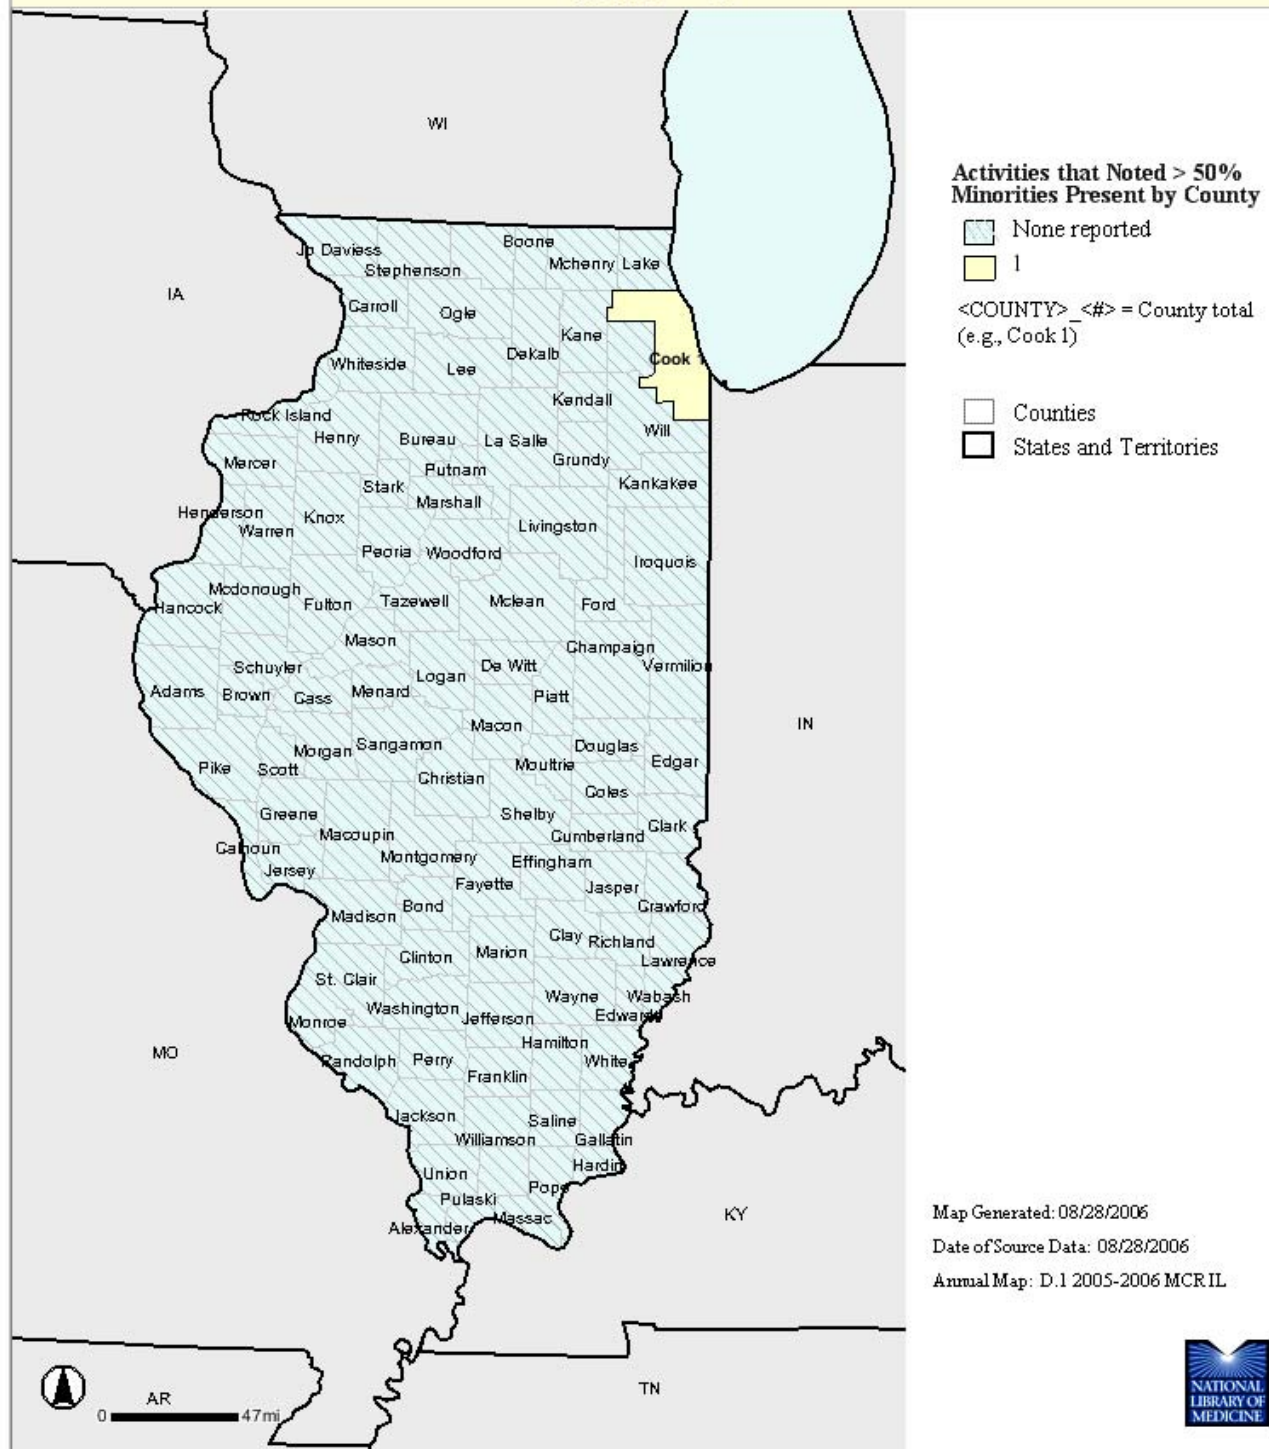 WI
Activities that Noted > 50%
Minorities Present by County
None reported
1
<COUNTY>_<#> = County total
(e.g., Cook 1)
Counties
States and Territories
Boone
Jo Daviess
Stephenson
Mchenry
Lake
IA
Carroll
Ogle
Kane
Dekalb
Cook 1
Whiteside
Lee
Kendall
Rock Island
Henry
Bureau
La Salle
Will
Mercer
Putnam
Grundy
Stark
Kankakee
Marshall
Henderson
Knox
Warren
Livingston
Peoria
Woodford
Iroquois
Mcdonough
Hancock
Fulton
Tazewell
Mclean
Ford
Mason
Champaign
Schuyler
Logan
De Witt
Vermilion
Adams
Brown
Cass
Menard
Piatt
Macon
IN
Morgan
Sangamon
Douglas
Pike
Scott
Christian
Moultrie
Edgar
Coles
Greene
Shelby
Macoupin
Cumberland
Clark
Calhoun
Montgomery
Effingham
Jersey
Fayette
Jasper
Madison
Bond
Crawford
Clay
Richland
Clinton
Marion
Lawrence
St. Clair
Wayne
Wabash
Washington
Jefferson
Edwards
Monroe
Hamilton
MO
Randolph
Perry
White
Franklin
Jackson
Saline
Williamson
Gallatin
Hardin
Union
Pope
Pulaski
Massac
Alexander
KY
Map Generated: 08/28/2006
Date of Source Data: 08/28/2006
Annual Map: D.1 2005-2006 MCR IL
AR
TN
0
47mi
NATIONAL
LIBRARY OF
MEDICINE